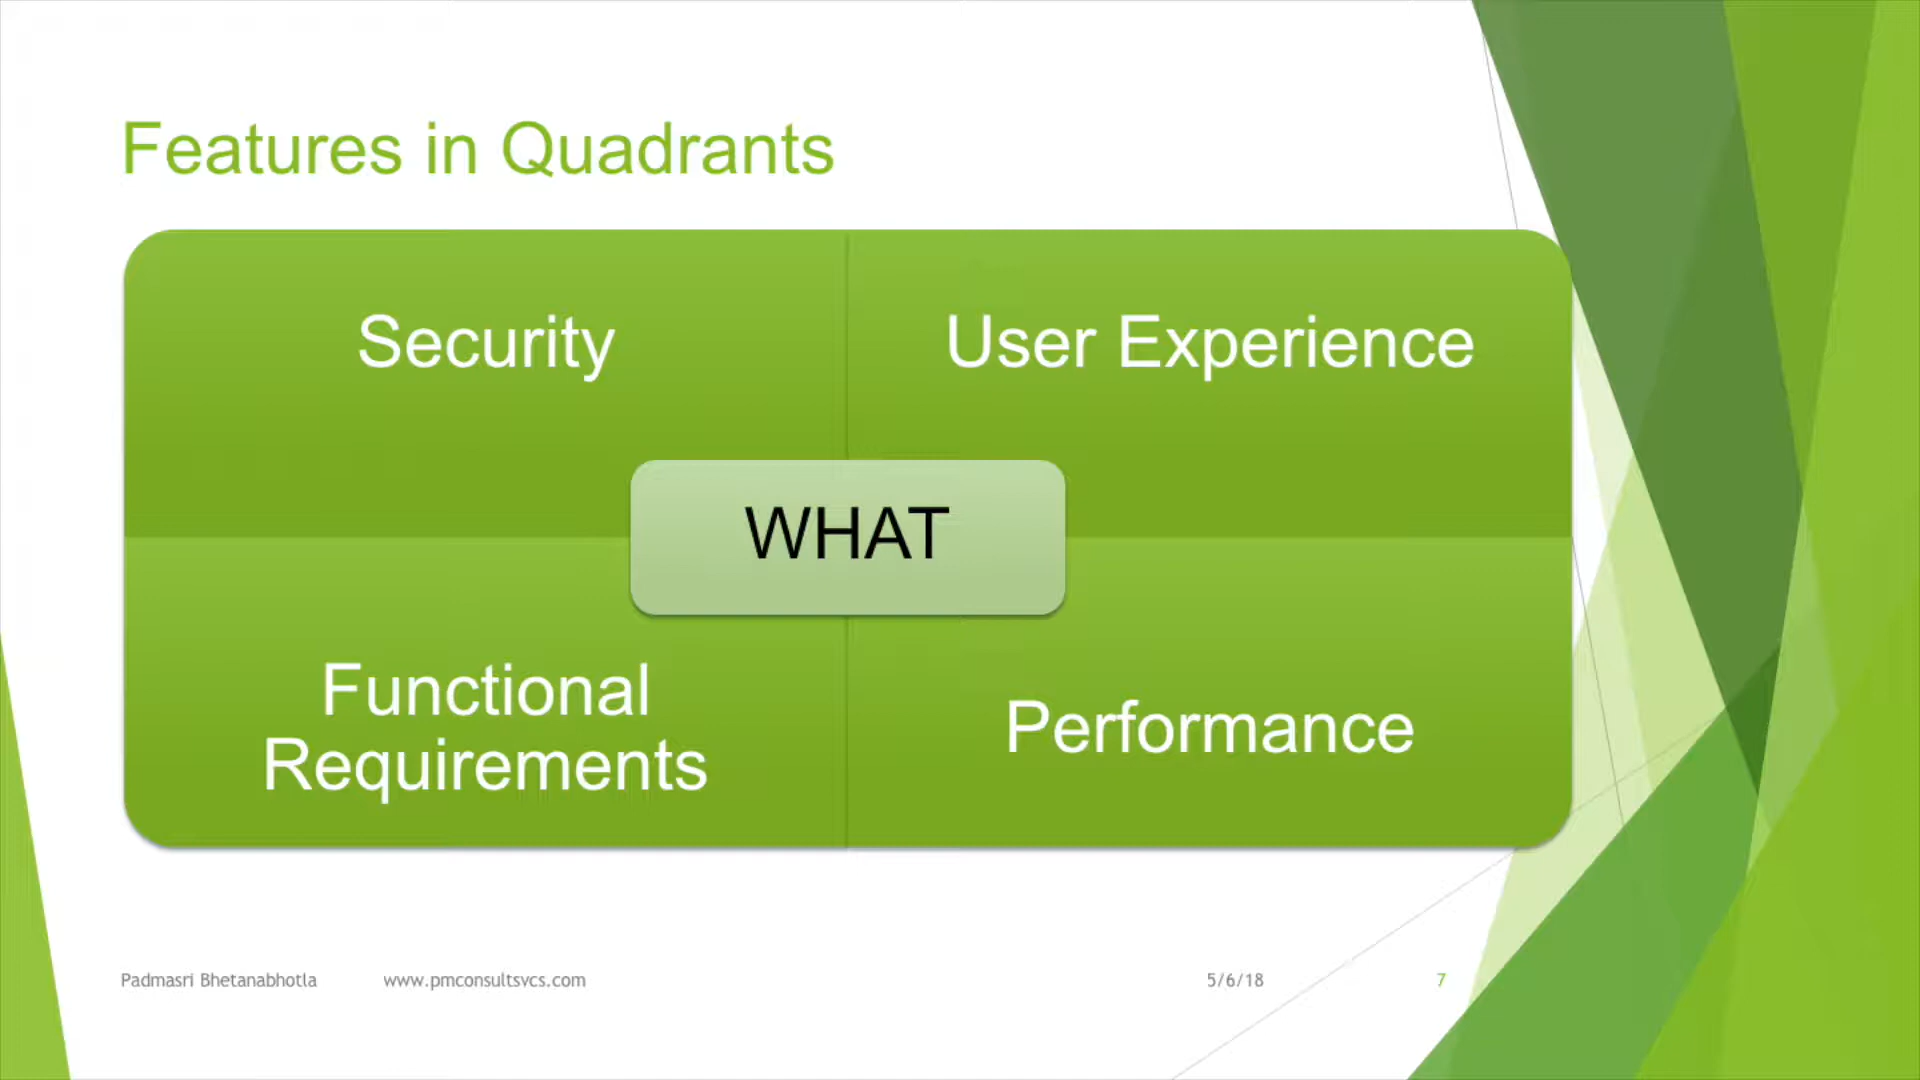 Features in Quadrants
Security
User Experience
WHAT
Functional
Requirements
Performance
Padmasri Bhetanabhotla www.pmconsultsvcs.com 5/6/18 7